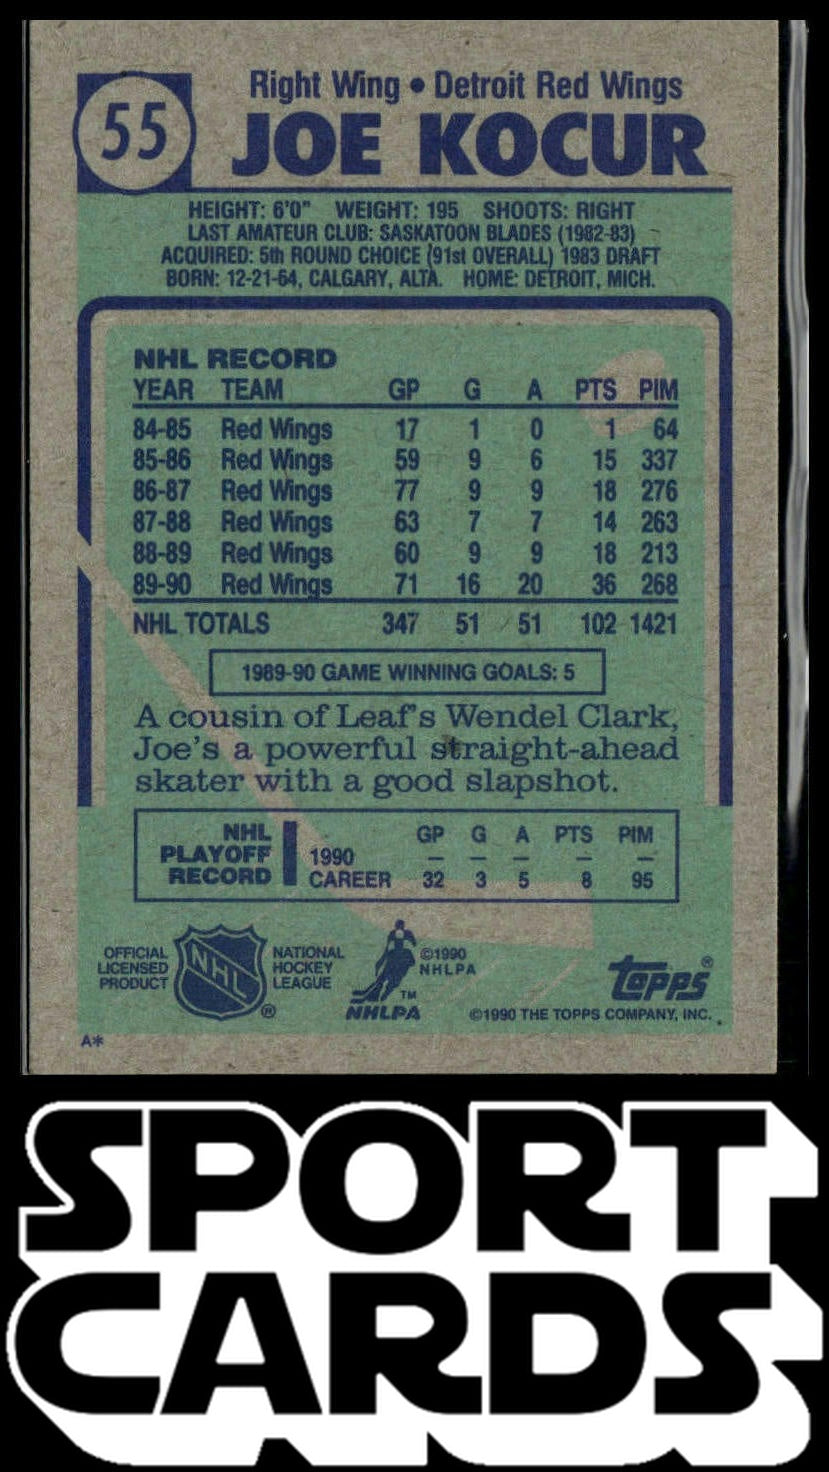 55
Right Wing • Detroit Red Wings
JOE KOCUR
HEIGHT: 6'0" WEIGHT: 195 SHOOTS: RIGHT
LAST AMATEUR CLUB: SASKATOON BLADES (1982-83)
ACQUIRED: 5th ROUND CHOICE (91st OVERALL) 1983 DRAFT
BORN: 12-21-64, CALGARY, ALTA. HOME: DETROIT, MICH.
NHL RECORD
YEAR TEAM GP G A PTS PIM
84-85 Red Wings 17 1 0 1 64
85-86 Red Wings 59 9 6 15 337
86-87 Red Wings 77 9 9 18 276
87-88 Red Wings 63 7 7 14 263
88-89 Red Wings 60 9 9 18 213
89-90 Red Wings 71 16 20 36 268
NHL TOTALS 347 51 51 102 1421
1989-90 GAME WINNING GOALS: 5
A cousin of Leaf's Wendel Clark,
Joe's a powerful straight-ahead
skater with a good slapshot.
NHL PLAYOFF RECORD
GP G A PTS PIM
1990 – – – – –
CAREER 32 3 5 8 95
OFFICIAL
LICENSED
PRODUCT
NHL
®
NATIONAL
HOCKEY
LEAGUE
TM
NHLPA
©1990
NHLPA
topps®
©1990 THE TOPPS COMPANY, INC.
A*
SPORT
CARDS